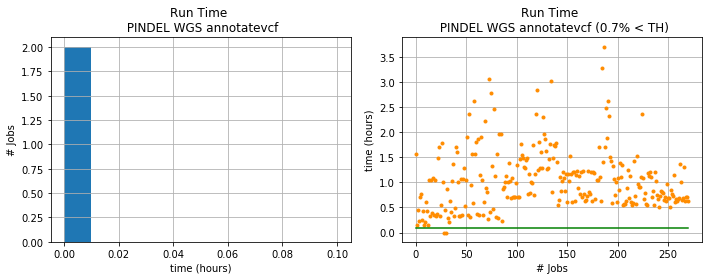 Run Time
PINDEL WGS annotatevcf
2.00
1.75
1.50
1.25
1.00
0.75
0.50
0.25
0.00
# Jobs
0.00 0.02 0.04 0.06 0.08 0.10
time (hours)
Run Time
PINDEL WGS annotatevcf (0.7% < TH)
3.5
3.0
2.5
2.0
1.5
1.0
0.5
0.0
time (hours)
0 50 100 150 200 250
# Jobs